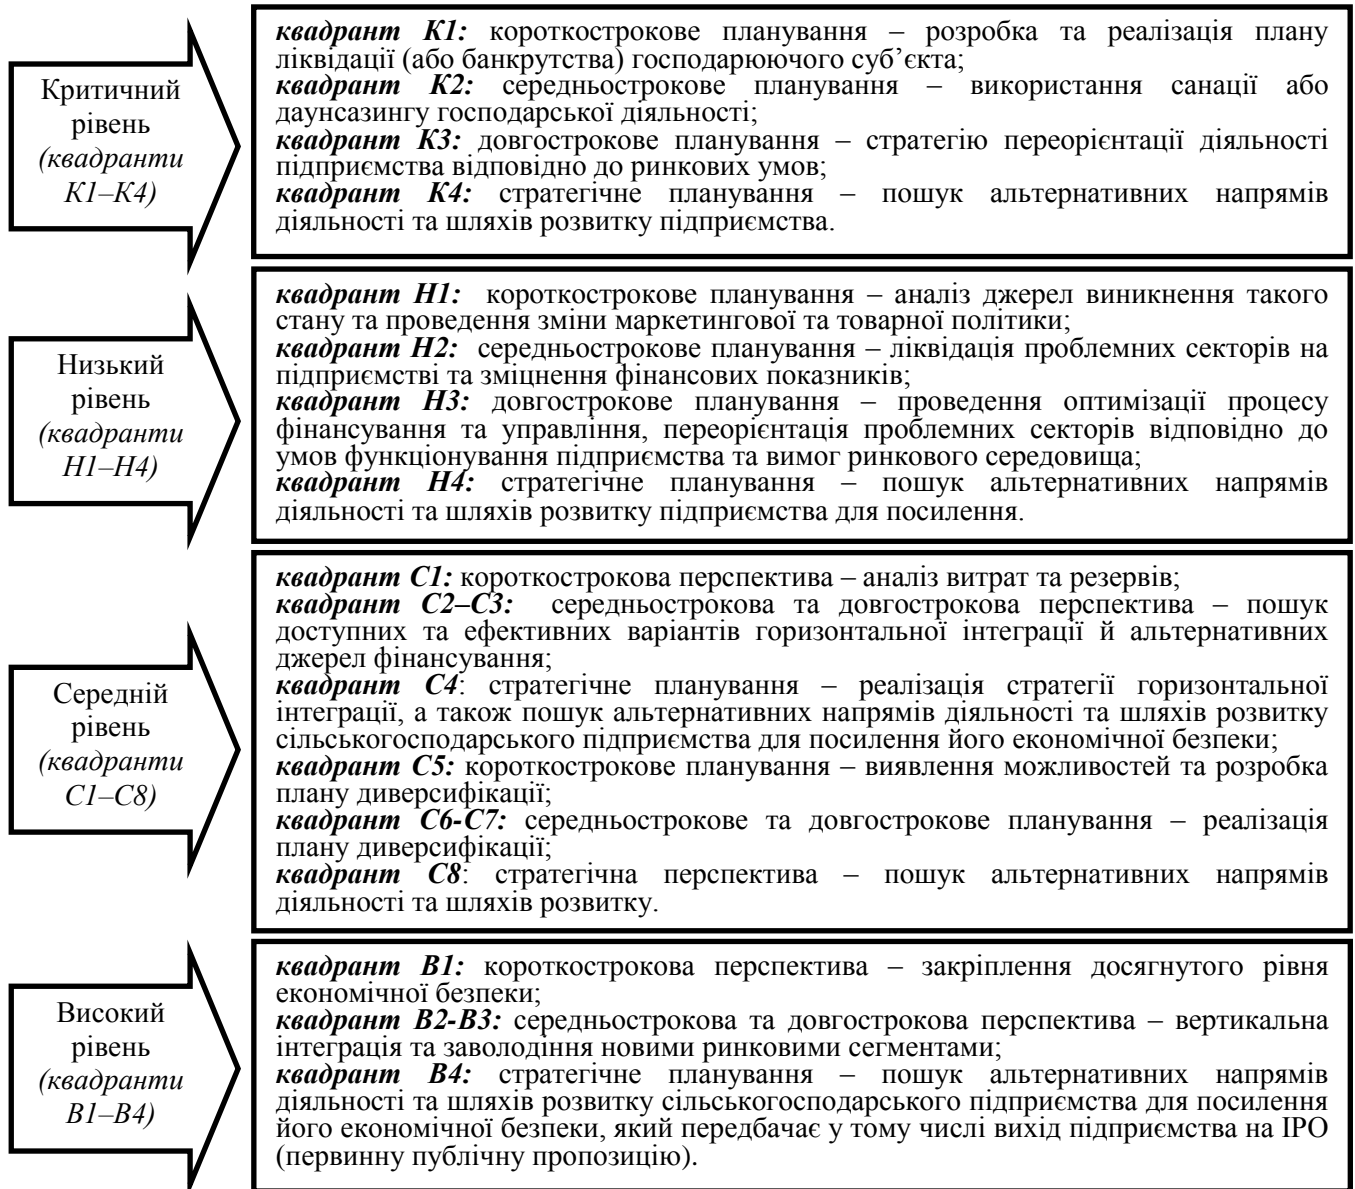 Критичний
рівень
(квадранти
К1–К4)
квадрант К1: короткострокове планування – розробка та реалізація плану
ліквідації (або банкрутства) господарюючого суб’єкта;
квадрант К2: середньострокове планування – використання санації або
даунсазингу господарської діяльності;
квадрант К3: довгострокове планування – стратегію переорієнтації діяльності
підприємства відповідно до ринкових умов;
квадрант К4: стратегічне планування – пошук альтернативних напрямів
діяльності та шляхів розвитку підприємства.
Низький
рівень
(квадранти
Н1–Н4)
квадрант Н1: короткострокове планування – аналіз джерел виникнення такого
стану та проведення зміни маркетингової та товарної політики;
квадрант Н2: середньострокове планування – ліквідація проблемних секторів на
підприємстві та зміцнення фінансових показників;
квадрант Н3: довгострокове планування – проведення оптимізації процесу
фінансування та управління, переорієнтація проблемних секторів відповідно до
умов функціонування підприємства та вимог ринкового середовища;
квадрант Н4: стратегічне планування – пошук альтернативних напрямів
діяльності та шляхів розвитку підприємства для посилення.
Середній
рівень
(квадранти
С1–С8)
квадрант С1: короткострокова перспектива – аналіз витрат та резервів;
квадрант С2–С3: середньострокова та довгострокова перспектива – пошук
доступних та ефективних варіантів горизонтальної інтеграції й альтернативних
джерел фінансування;
квадрант С4: стратегічне планування – реалізація стратегії горизонтальної
інтеграції, а також пошук альтернативних напрямів діяльності та шляхів розвитку
сільськогосподарського підприємства для посилення його економічної безпеки;
квадрант С5: короткострокове планування – виявлення можливостей та розробка
плану диверсифікації;
квадрант С6-С7: середньострокове та довгострокове планування – реалізація
плану диверсифікації;
квадрант С8: стратегічна перспектива – пошук альтернативних напрямів
діяльності та шляхів розвитку.
Високий
рівень
(квадранти
В1–В4)
квадрант В1: короткострокова перспектива – закріплення досягнутого рівня
економічної безпеки;
квадрант В2-В3: середньострокова та довгострокова перспектива – вертикальна
інтеграція та заволодіння новими ринковими сегментами;
квадрант В4: стратегічне планування – пошук альтернативних напрямів
діяльності та шляхів розвитку сільськогосподарського підприємства для посилення
його економічної безпеки, який передбачає у тому числі вихід підприємства на IPO
(первинну публічну пропозицію).